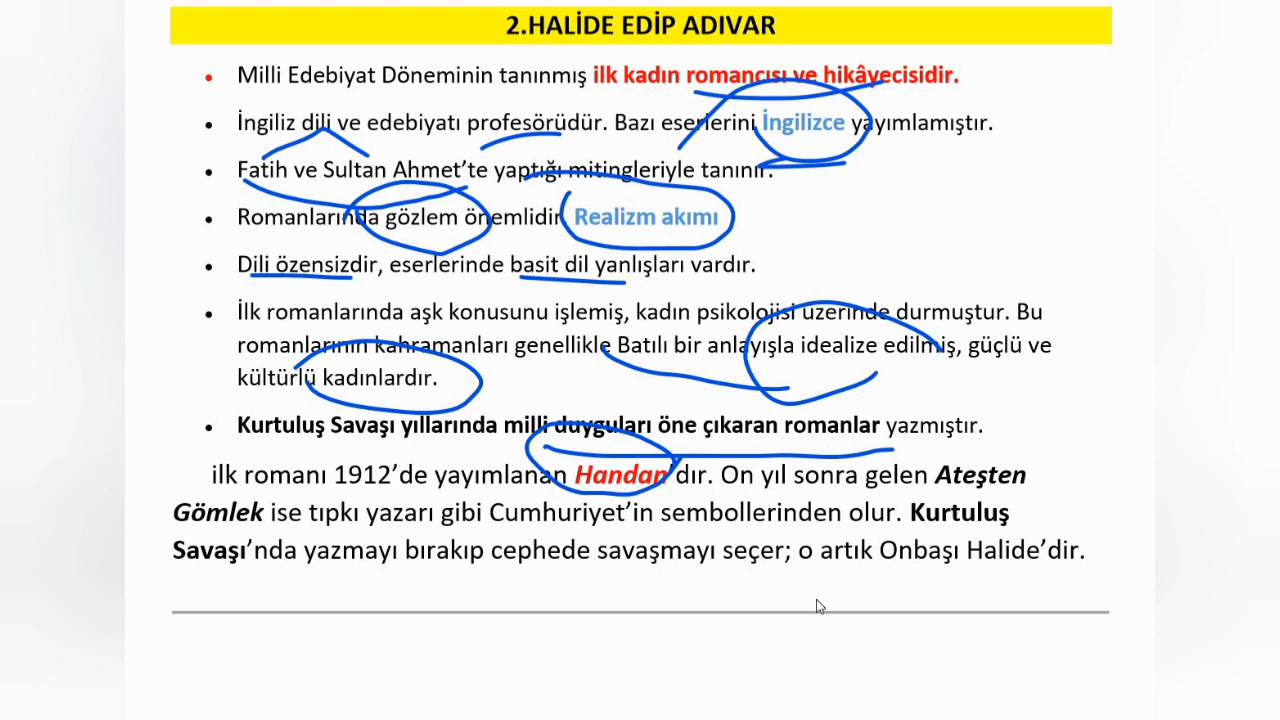 2.HALİDE EDİP ADIVAR
• Milli Edebiyat Döneminin tanınmış ilk kadın romancısı ve hikâyecisidir.
• İngiliz dili ve edebiyatı profesörüdür. Bazı eserlerini İngilizce yayımlamıştır.
• Fatih ve Sultan Ahmet’te yaptığı mitingleriyle tanınır.
• Romanlarında gözlem önemlidir. Realizm akımı
• Dili özensizdir, eserlerinde basit dil yanlışları vardır.
• İlk romanlarında aşk konusunu işlemiş, kadın psikolojisi üzerinde durmuştur. Bu
romanlarının kahramanları genellikle Batılı bir anlayışla idealize edilmiş, güçlü ve
kültürlü kadınlardır.
• Kurtuluş Savaşı yıllarında milli duyguları öne çıkaran romanlar yazmıştır.
ilk romanı 1912’de yayımlanan Handan’dır. On yıl sonra gelen Ateşten
Gömlek ise tıpkı yazarı gibi Cumhuriyet’in sembollerinden olur. Kurtuluş
Savaşı’nda yazmayı bırakıp cephede savaşmayı seçer; o artık Onbaşı Halide’dir.